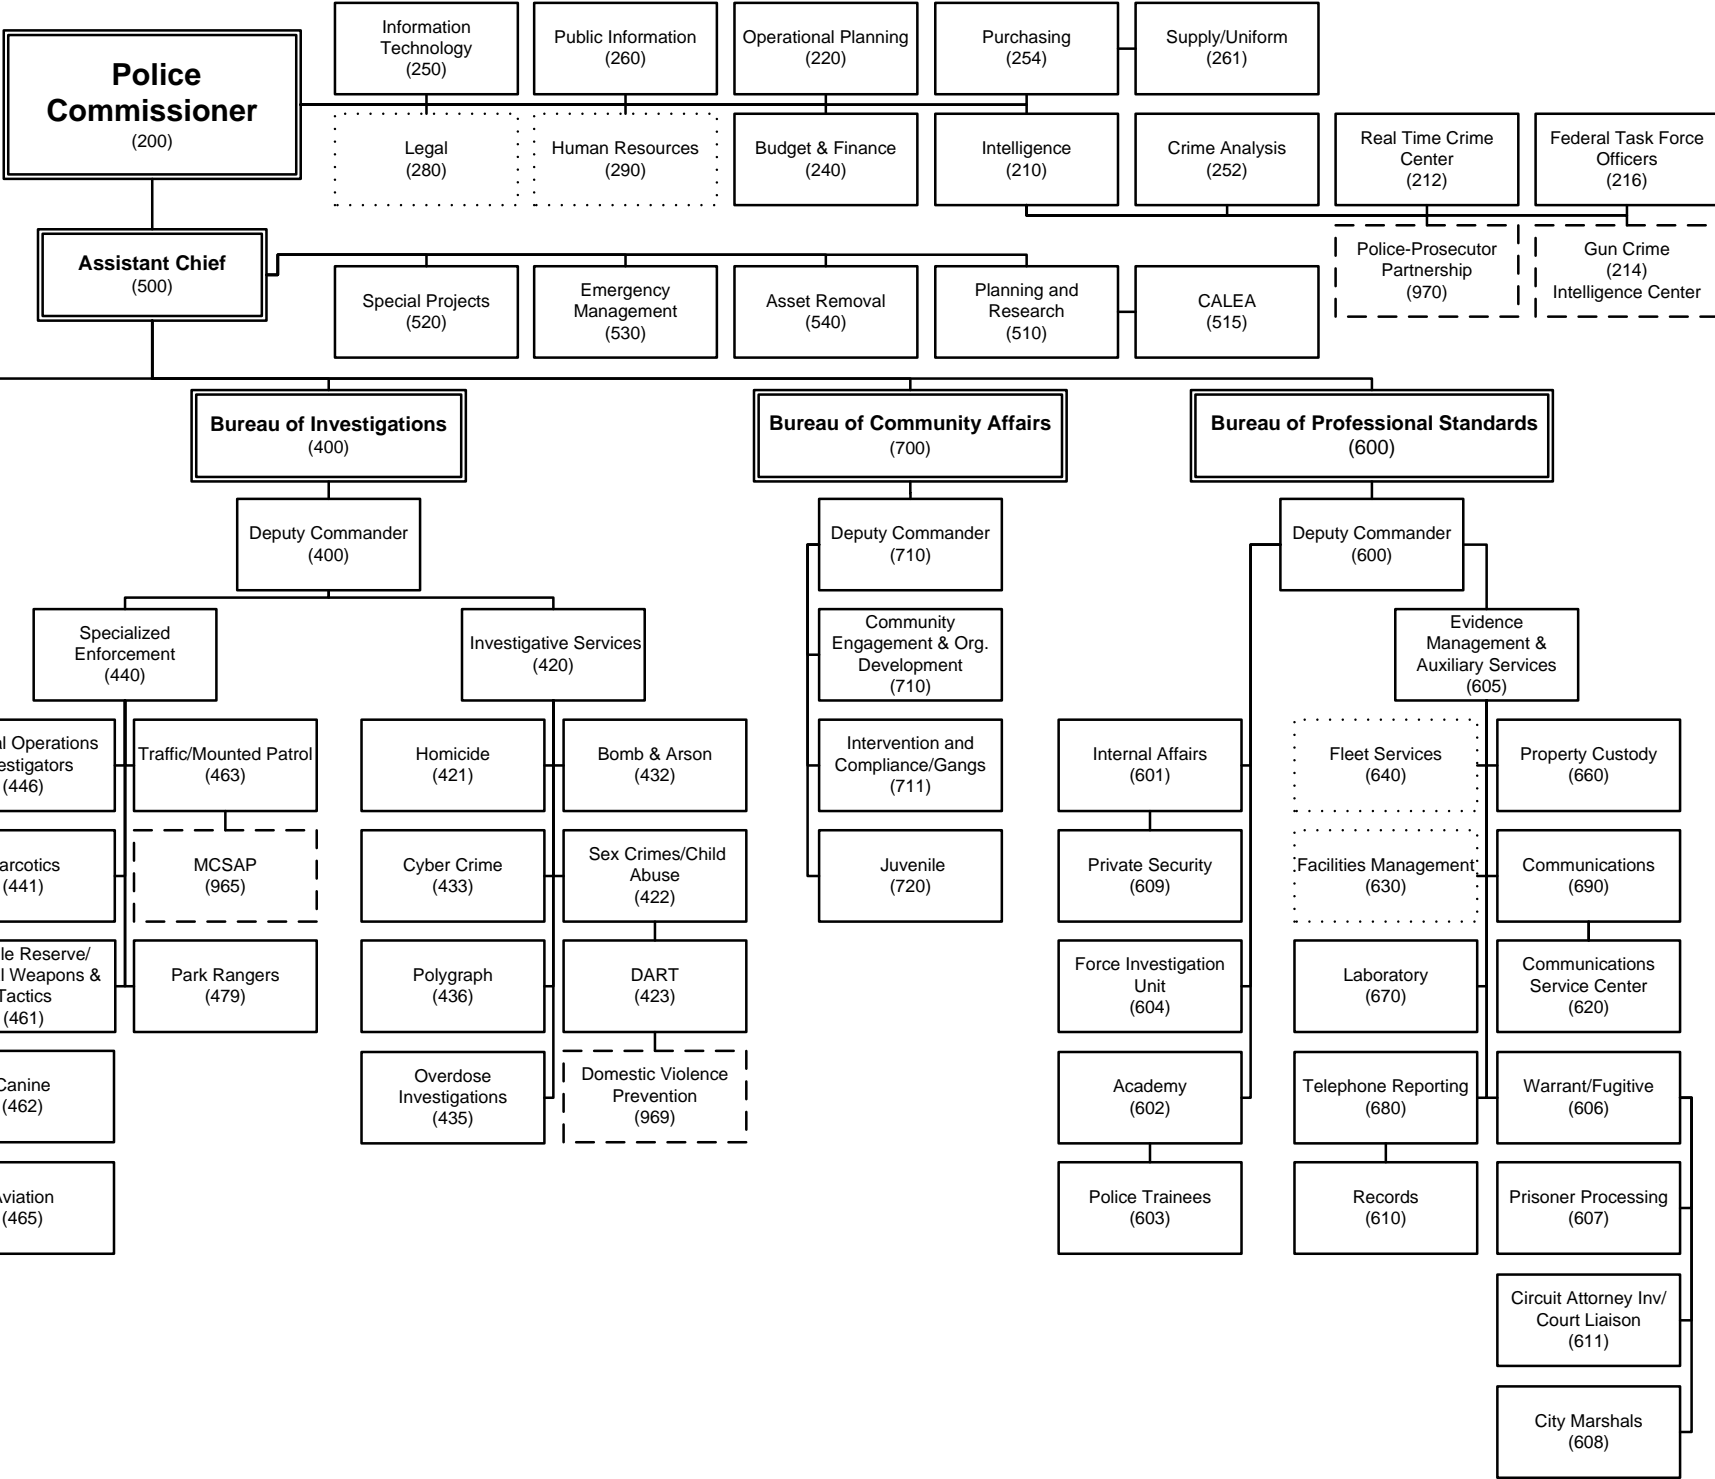 Police
Commissioner
(200)
Information
Technology
(250)
Public Information
(260)
Operational Planning
(220)
Purchasing
(254)
Supply/Uniform
(261)
Legal
(280)
Human Resources
(290)
Budget & Finance
(240)
Intelligence
(210)
Crime Analysis
(252)
Real Time Crime
Center
(212)
Federal Task Force
Officers
(216)
Police-Prosecutor
Partnership
(970)
Gun Crime
(214)
Intelligence Center
Assistant Chief
(500)
Special Projects
(520)
Emergency
Management
(530)
Asset Removal
(540)
Planning and
Research
(510)
CALEA
(515)
Bureau of Investigations
(400)
Bureau of Community Affairs
(700)
Bureau of Professional Standards
(600)
Deputy Commander
(400)
Deputy Commander
(710)
Deputy Commander
(600)
Specialized
Enforcement
(440)
Investigative Services
(420)
Community
Engagement & Org.
Development
(710)
Evidence
Management &
Auxiliary Services
(605)
Operations
(446)
Traffic/Mounted Patrol
(463)
Homicide
(421)
Bomb & Arson
(432)
Intervention and
Compliance/Gangs
(711)
Internal Affairs
(601)
Fleet Services
(640)
Property Custody
(660)
(441)
MCSAP
(965)
Cyber Crime
(433)
Sex Crimes/Child
Abuse
(422)
Juvenile
(720)
Private Security
(609)
Facilities Management
(630)
Communications
(690)
Reserve/
Weapons &
Tactics
(461)
Park Rangers
(479)
Polygraph
(436)
DART
(423)
Force Investigation
Unit
(604)
Laboratory
(670)
Communications
Service Center
(620)
Canine
(462)
Overdose
Investigations
(435)
Domestic Violence
Prevention
(969)
Academy
(602)
Telephone Reporting
(680)
Warrant/Fugitive
(606)
(465)
Police Trainees
(603)
Records
(610)
Prisoner Processing
(607)
Circuit Attorney Inv/
Court Liaison
(611)
City Marshals
(608)